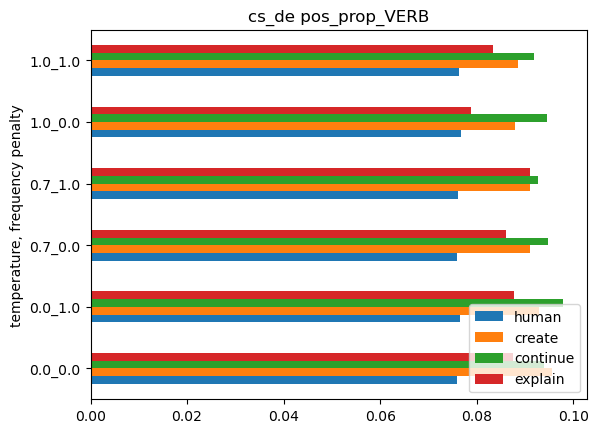 cs_de pos_prop_VERB
temperature, frequency penalty
1.0_1.0
1.0_0.0
0.7_1.0
0.7_0.0
0.0_1.0
0.0_0.0
human
create
continue
explain
0.00 0.02 0.04 0.06 0.08 0.10